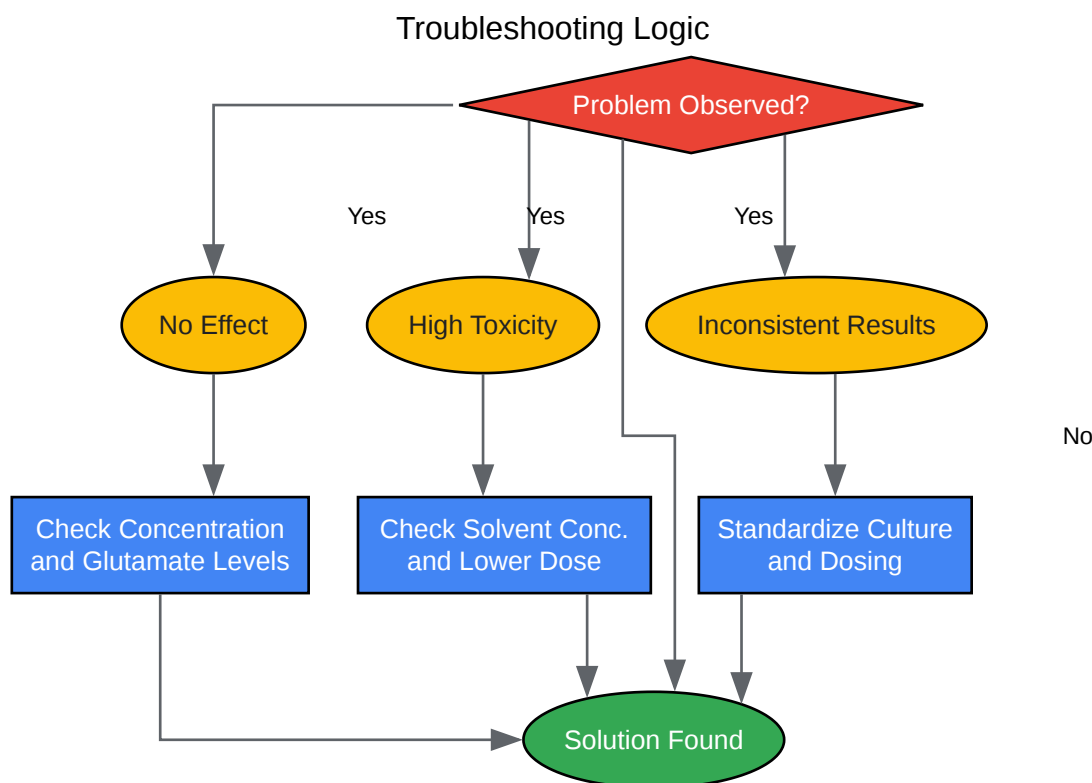 Troubleshooting Logic
Problem Observed?
Yes
Yes
Yes
No Effect
High Toxicity
Inconsistent Results
No
Check Concentration
and Glutamate Levels
Check Solvent Conc.
and Lower Dose
Standardize Culture
and Dosing
Solution Found